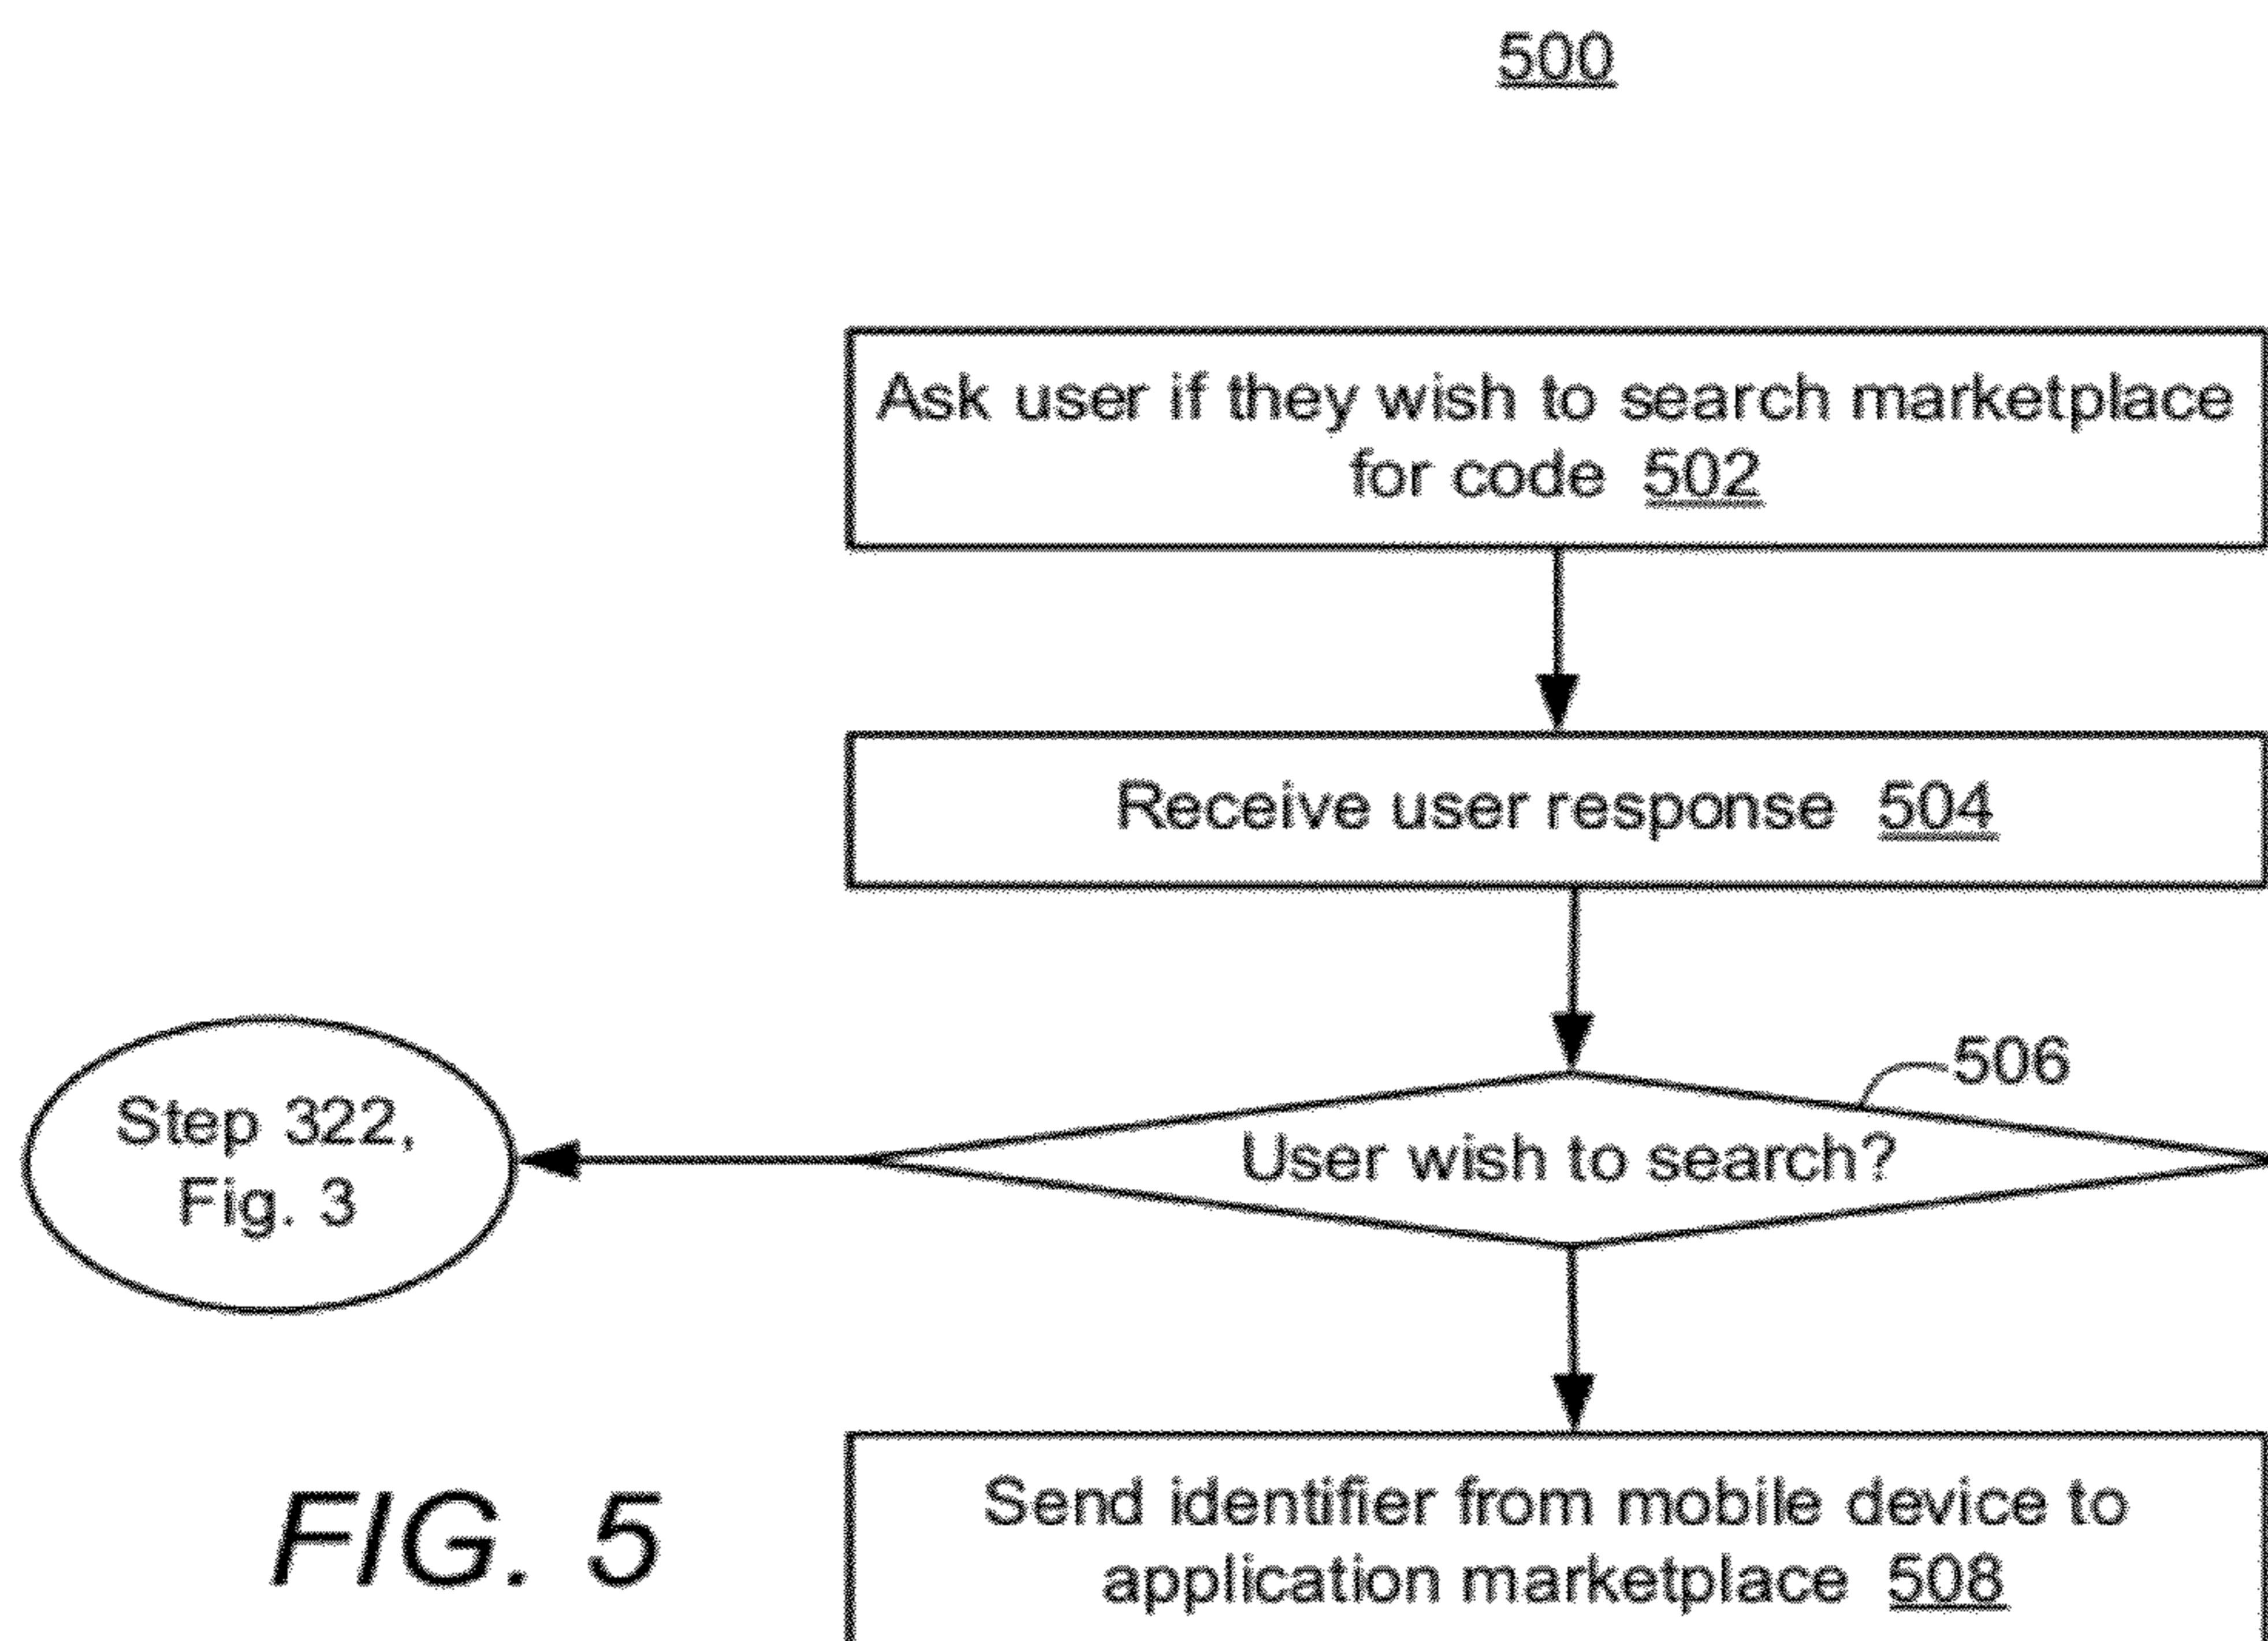 500
Ask user if they wish to search marketplace
for code 502
Receive user response 504
506
User wish to search?
Step 322,
Fig. 3
Send identifier from mobile device to
application marketplace 508
FIG. 5